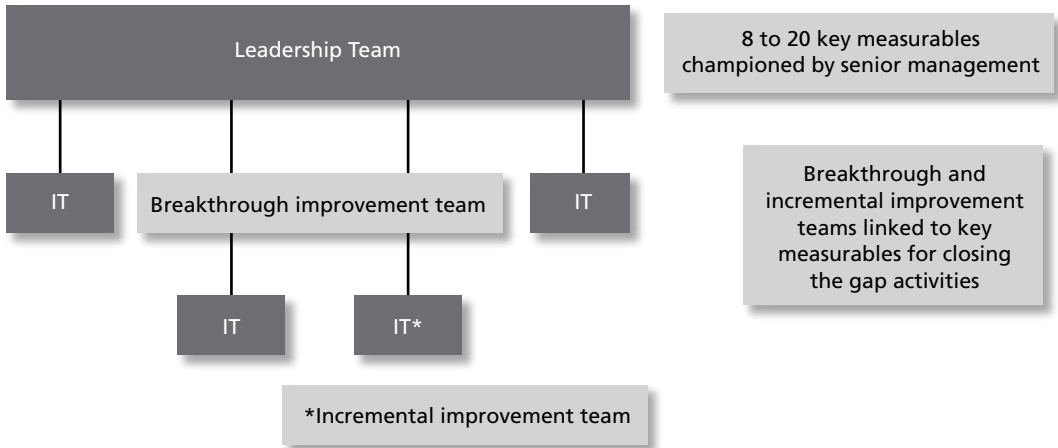 Leadership Team
8 to 20 key measurables
championed by senior management
IT
Breakthrough improvement team
IT
Breakthrough and
incremental improvement
teams linked to key
measurables for closing
the gap activities
IT
IT*
*Incremental improvement team